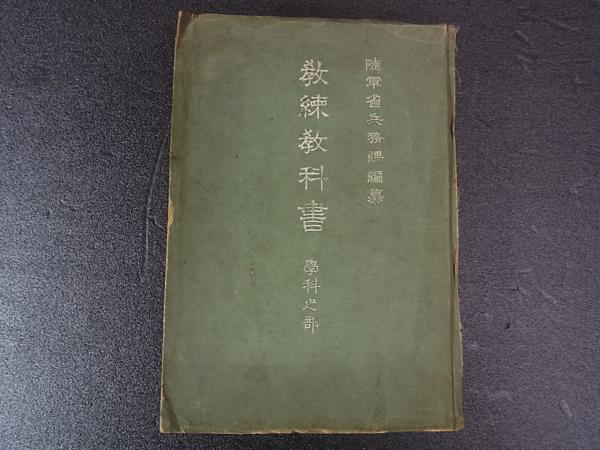 陸軍省兵務課編纂
教練教科書
學科之部